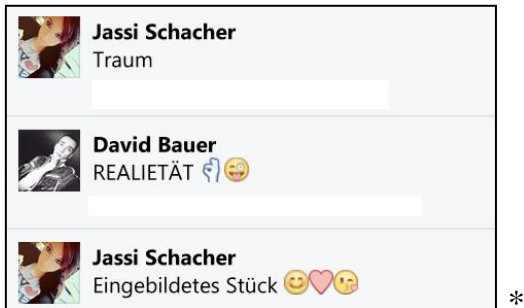 Jassi Schacher
Traum
David Bauer
REALIETÄT 👌😜
Jassi Schacher
Eingebildetes Stück 😊❤😘
*